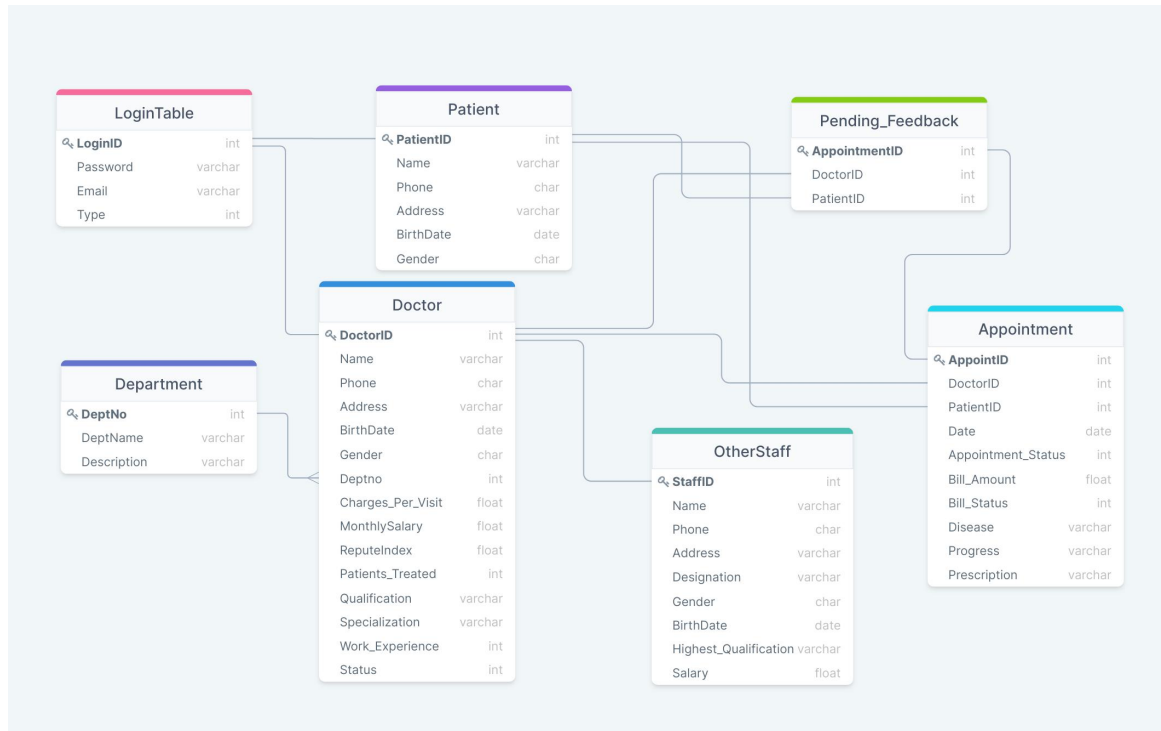 LoginTable
LoginID int
Password varchar
Email varchar
Type int
Patient
PatientID int
Name varchar
Phone char
Address varchar
BirthDate date
Gender char
Pending_Feedback
AppointmentID int
DoctorID int
PatientID int
Doctor
DoctorID int
Name varchar
Phone char
Address varchar
BirthDate date
Gender char
Deptno int
Charges_Per_Visit float
MonthlySalary float
ReputeIndex float
Patients_Treated int
Qualification varchar
Specialization varchar
Work_Experience int
Status int
Department
DeptNo int
DeptName varchar
Description varchar
OtherStaff
StaffID int
Name varchar
Phone char
Address varchar
Designation varchar
Gender char
BirthDate date
Highest_Qualification varchar
Salary float
Appointment
AppointID int
DoctorID int
PatientID int
Date date
Appointment_Status int
Bill_Amount float
Bill_Status int
Disease varchar
Progress varchar
Prescription varchar